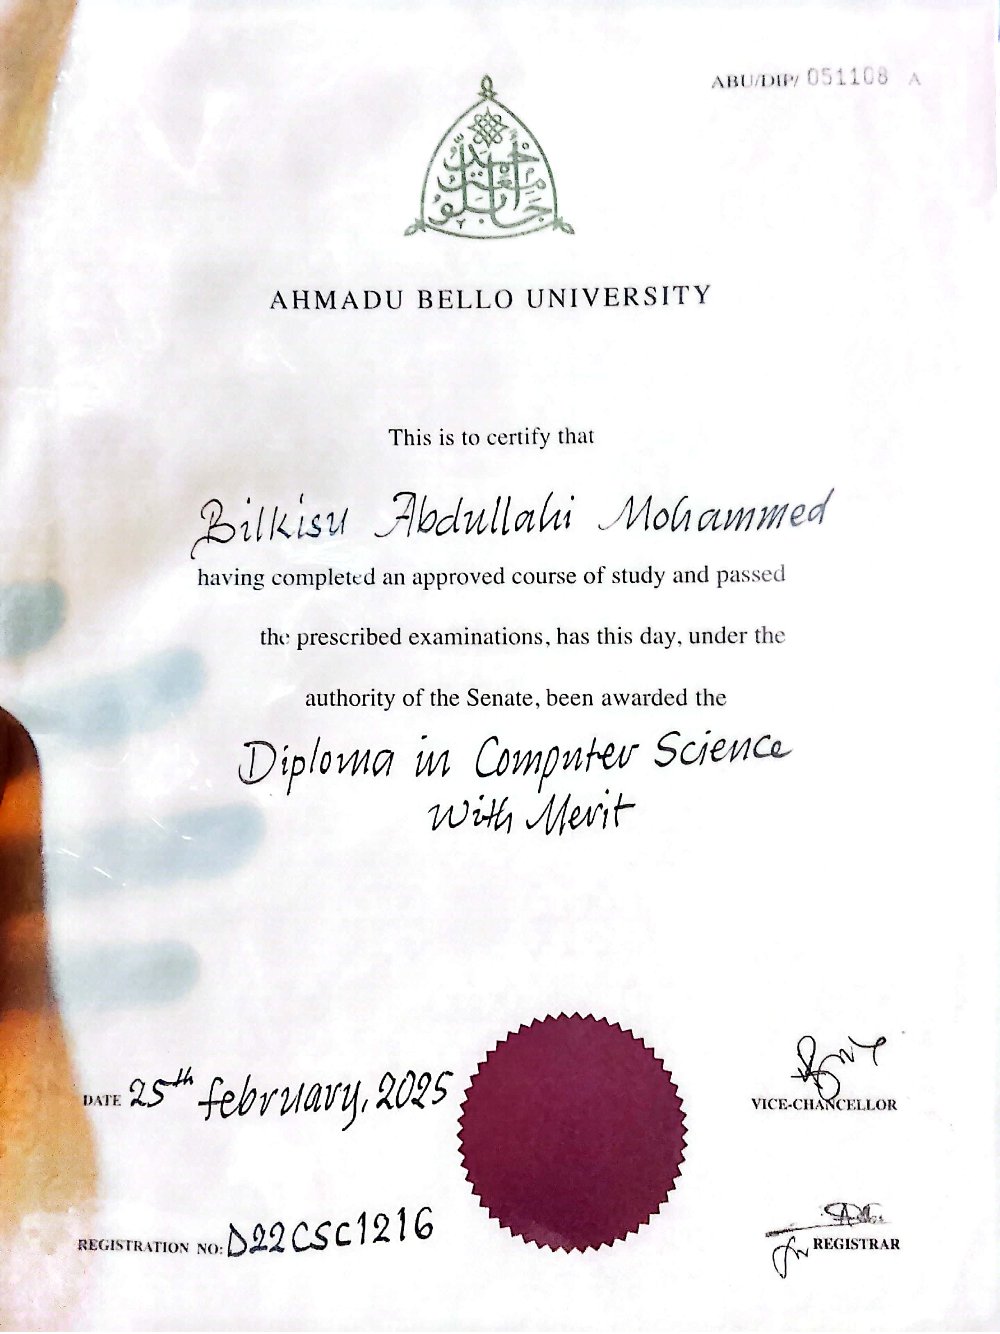 ABU/DIP/ 051108 A
AHMADU BELLO UNIVERSITY
This is to certify that
Bilkisu Abdullahi Mohammed
having completed an approved course of study and passed
the prescribed examinations, has this day, under the
authority of the Senate, been awarded the
Diploma in Computer Science
With Merit
DATE 25th february, 2025
VICE-CHANCELLOR
REGISTRATION NO: D22CSC1216
REGISTRAR